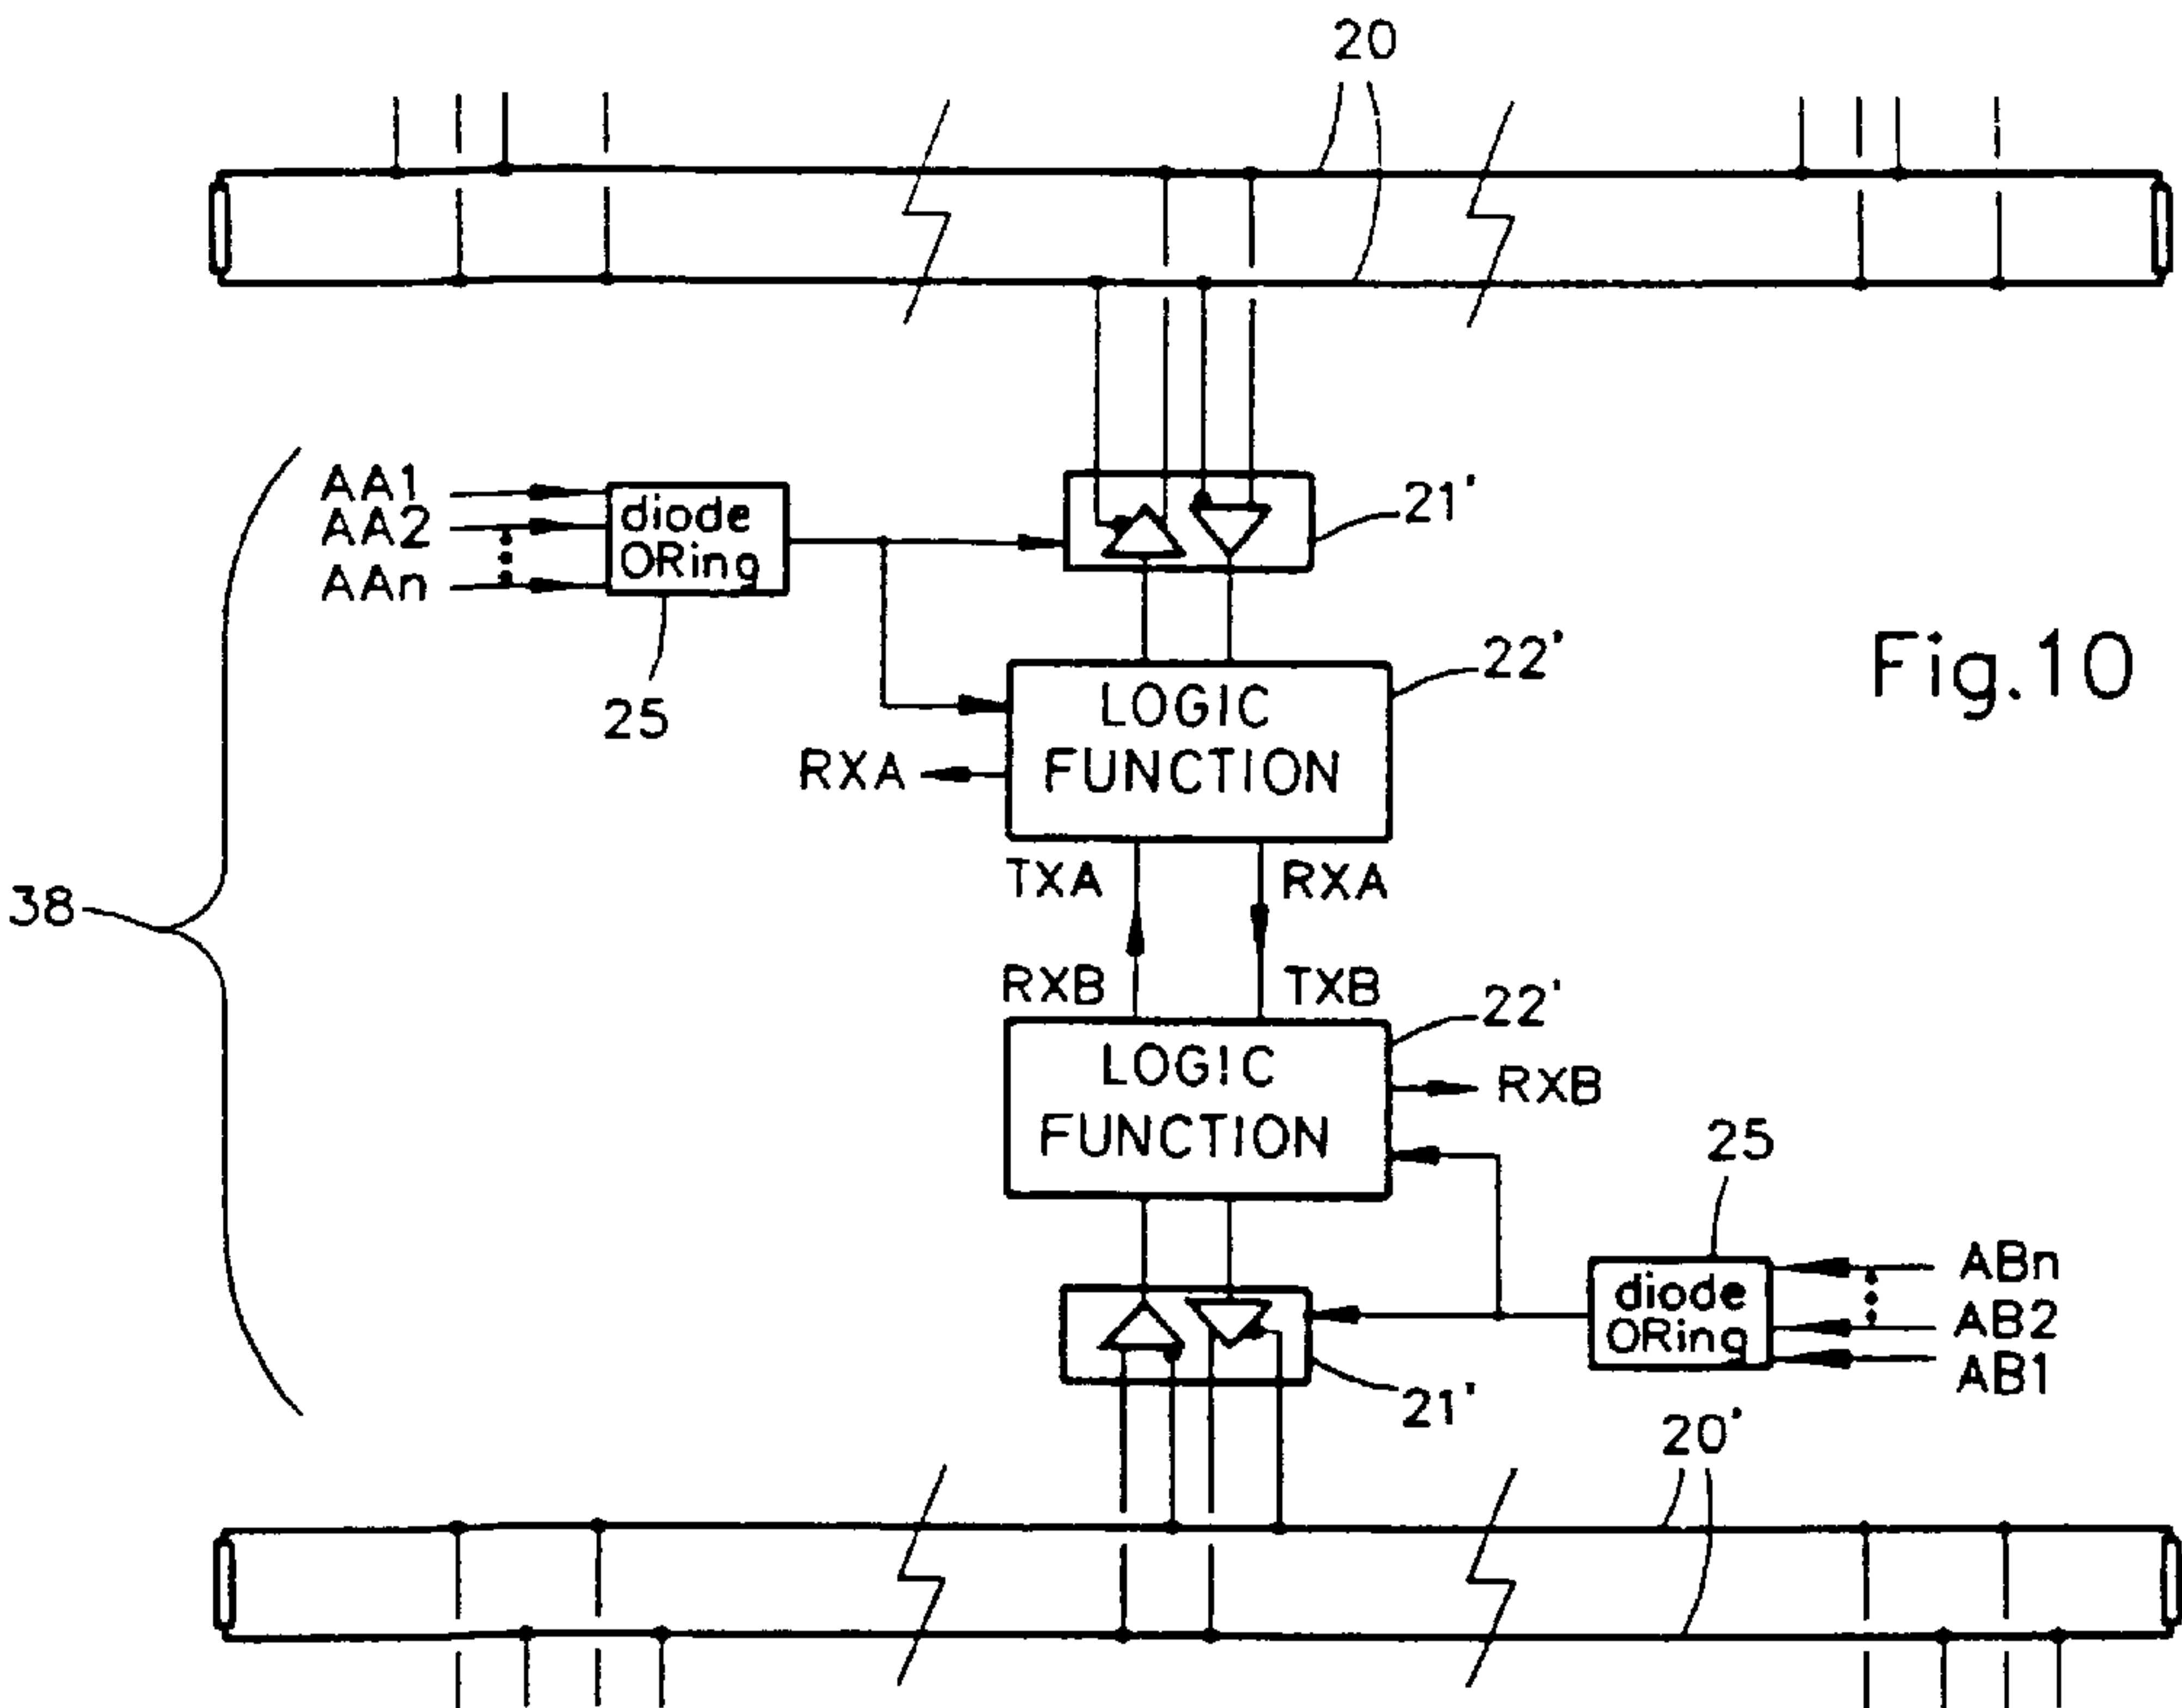 20
AA1
AA2
AAn
diode
ORing
25
21'
22'
Fig.10
LOGIC
FUNCTION
RXA
TXA
RXA
38
RXB
TXB
22'
LOGIC
FUNCTION
RXB
25
diode
ORing
ABn
AB2
AB1
21'
20'